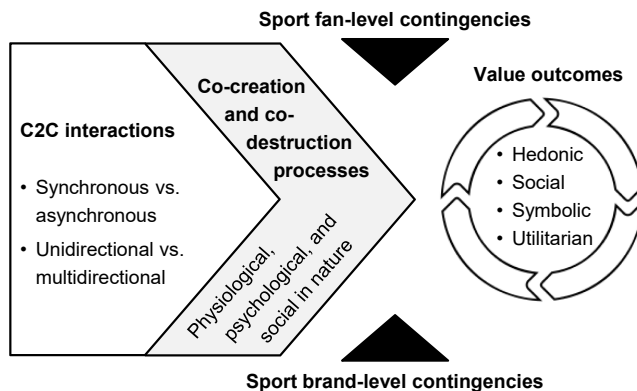 Sport fan-level contingencies
C2C interactions
• Synchronous vs.
asynchronous
• Unidirectional vs.
multidirectional
Co-creation
and co-
destruction
processes
Physiological,
psychological, and
social in nature
Value outcomes
• Hedonic
• Social
• Symbolic
• Utilitarian
Sport brand-level contingencies